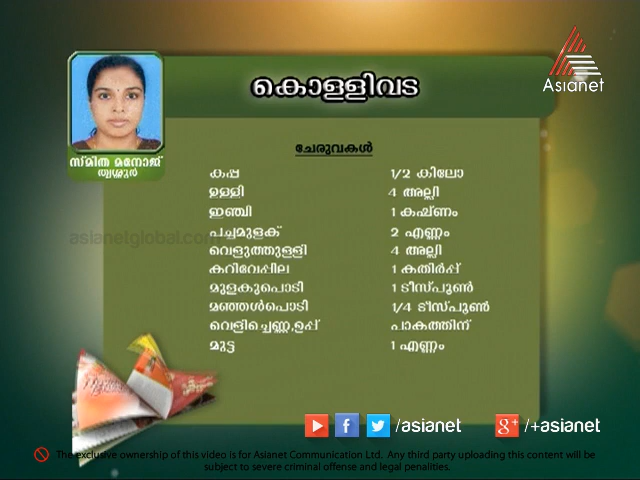 Asianet
കൊള്ളിവട
സ്മിത മനോജ്
തൃശ്ശൂർ
ചേരുവകൾ
കപ്പ 1/2 കിലോ
ഉള്ളി 4 അല്ലി
ഇഞ്ചി 1 കഷ്ണം
പച്ചമുളക് 2 എണ്ണം
വെളുത്തുള്ളി 4 അല്ലി
കറിവേപ്പില 1 കതിർപ്പ്
മുളകുപൊടി 1 ടീസ്പൂൺ
മഞ്ഞൾപൊടി 1/4 ടീസ്പൂൺ
വെളിച്ചെണ്ണ,ഉപ്പ് പാകത്തിന്
മുട്ട 1 എണ്ണം
asianetglobal.com
/asianet
g+ /+asianet
The exclusive ownership of this video is for Asianet Communication Ltd. Any third party uploading this content will be
subject to severe criminal offense and legal penalities.